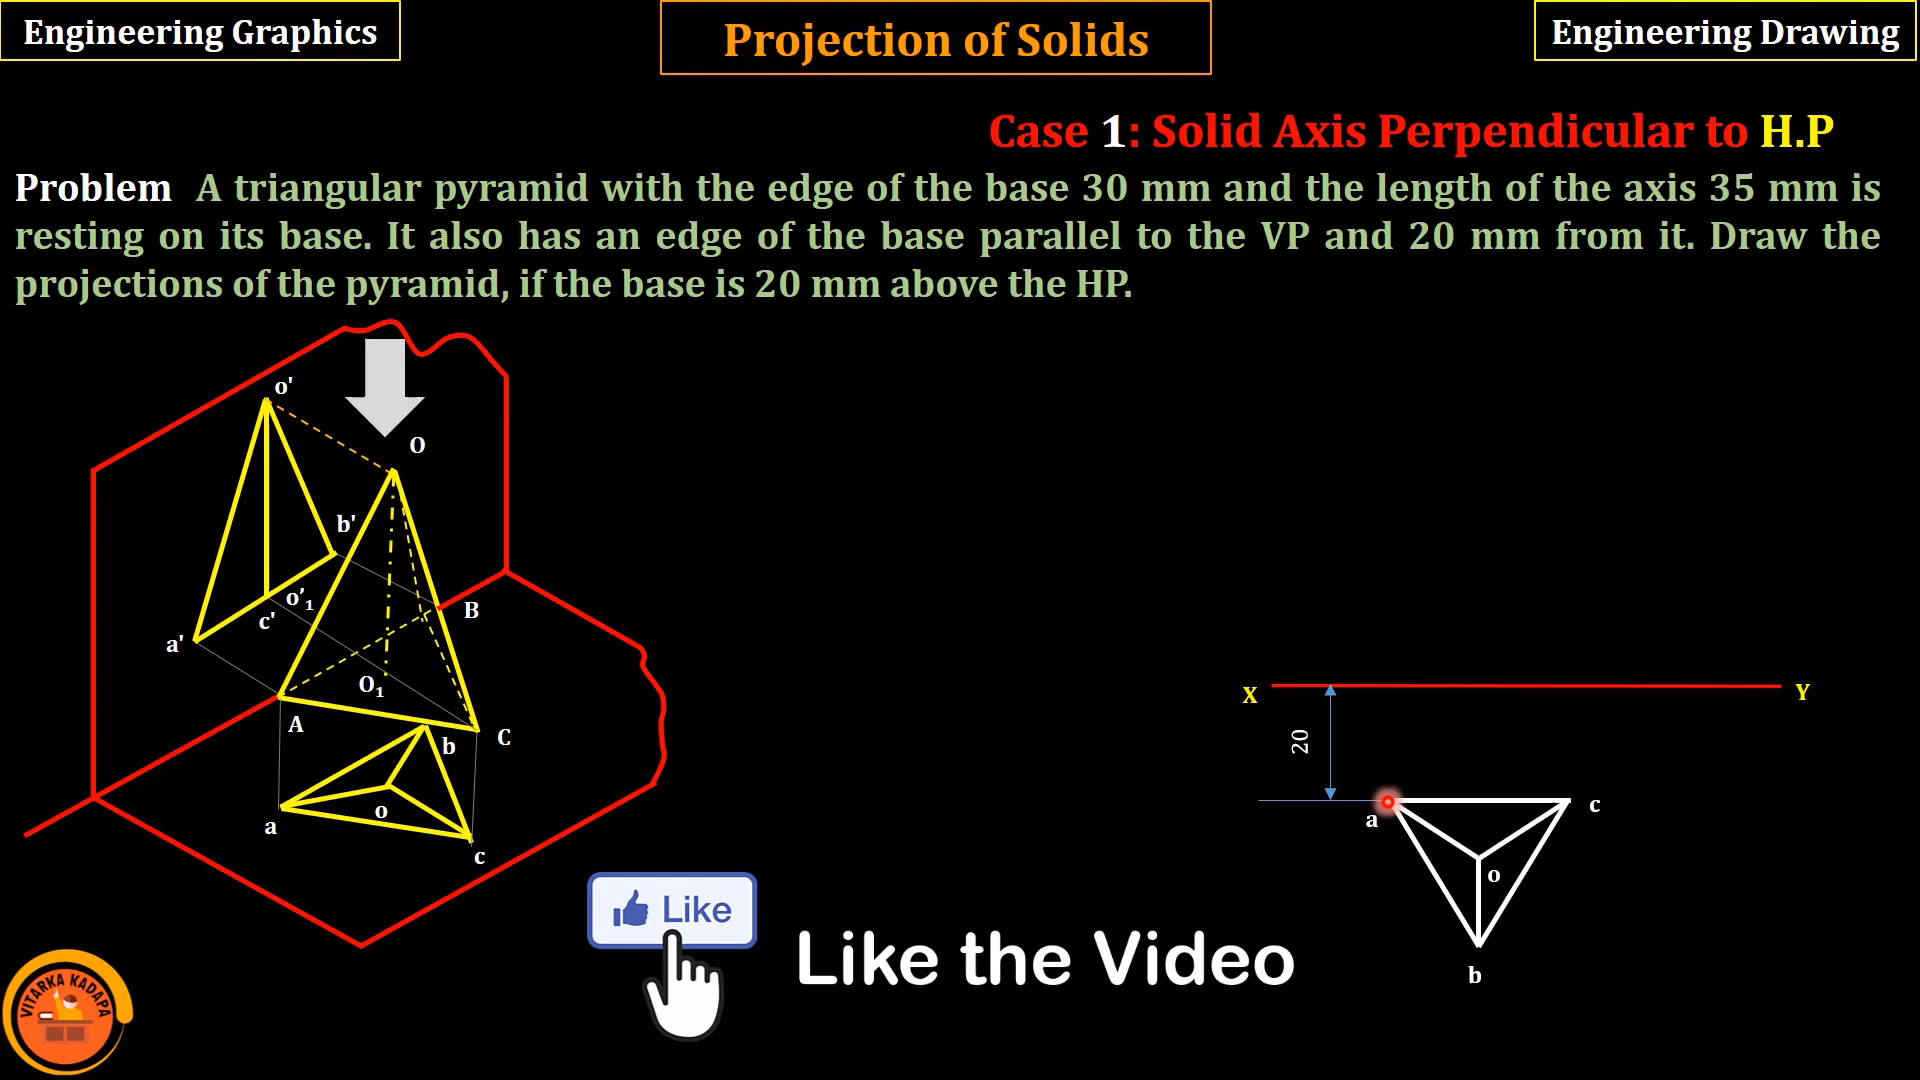 Engineering Graphics
Projection of Solids
Engineering Drawing
Case 1: Solid Axis Perpendicular to H.P
Problem A triangular pyramid with the edge of the base 30 mm and the length of the axis 35 mm is
resting on its base. It also has an edge of the base parallel to the VP and 20 mm from it. Draw the
projections of the pyramid, if the base is 20 mm above the HP.
o'
O
b'
o’₁
B
c'
a'
O₁
A
b
C
o
a
c
X
Y
20
a
c
o
b
Like
Like the Video
VITARKA KADAPA